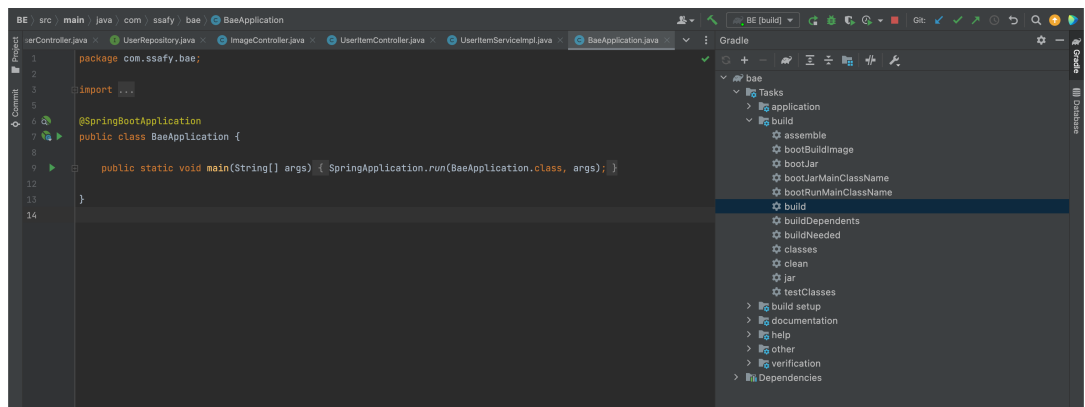 BE src main java com ssafy bae BaeApplication
BE [build]
Git:
serController.java UserRepository.java ImageController.java UserItemController.java UserItemServiceImpl.java BaeApplication.java
Project
Commit
1 package com.ssafy.bae;
2
3 import ...
5
6 @SpringBootApplication
7 public class BaeApplication {
8
9 public static void main(String[] args) { SpringApplication.run(BaeApplication.class, args); }
12
13 }
14
Gradle
bae
Tasks
application
build
assemble
bootBuildImage
bootJar
bootJarMainClassName
bootRunMainClassName
build
buildDependents
buildNeeded
classes
clean
jar
testClasses
build setup
documentation
help
other
verification
Dependencies
Gradle
Database